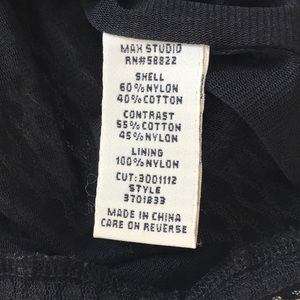 MAX STUDIO
RN#58822
SHELL
60%NYLON
40%COTTON
CONTRAST
55%COTTON
45%NYLON
LINING
100%NYLON
CUT:3001112
STYLE
3701833
MADE IN CHINA
CARE ON REVERSE